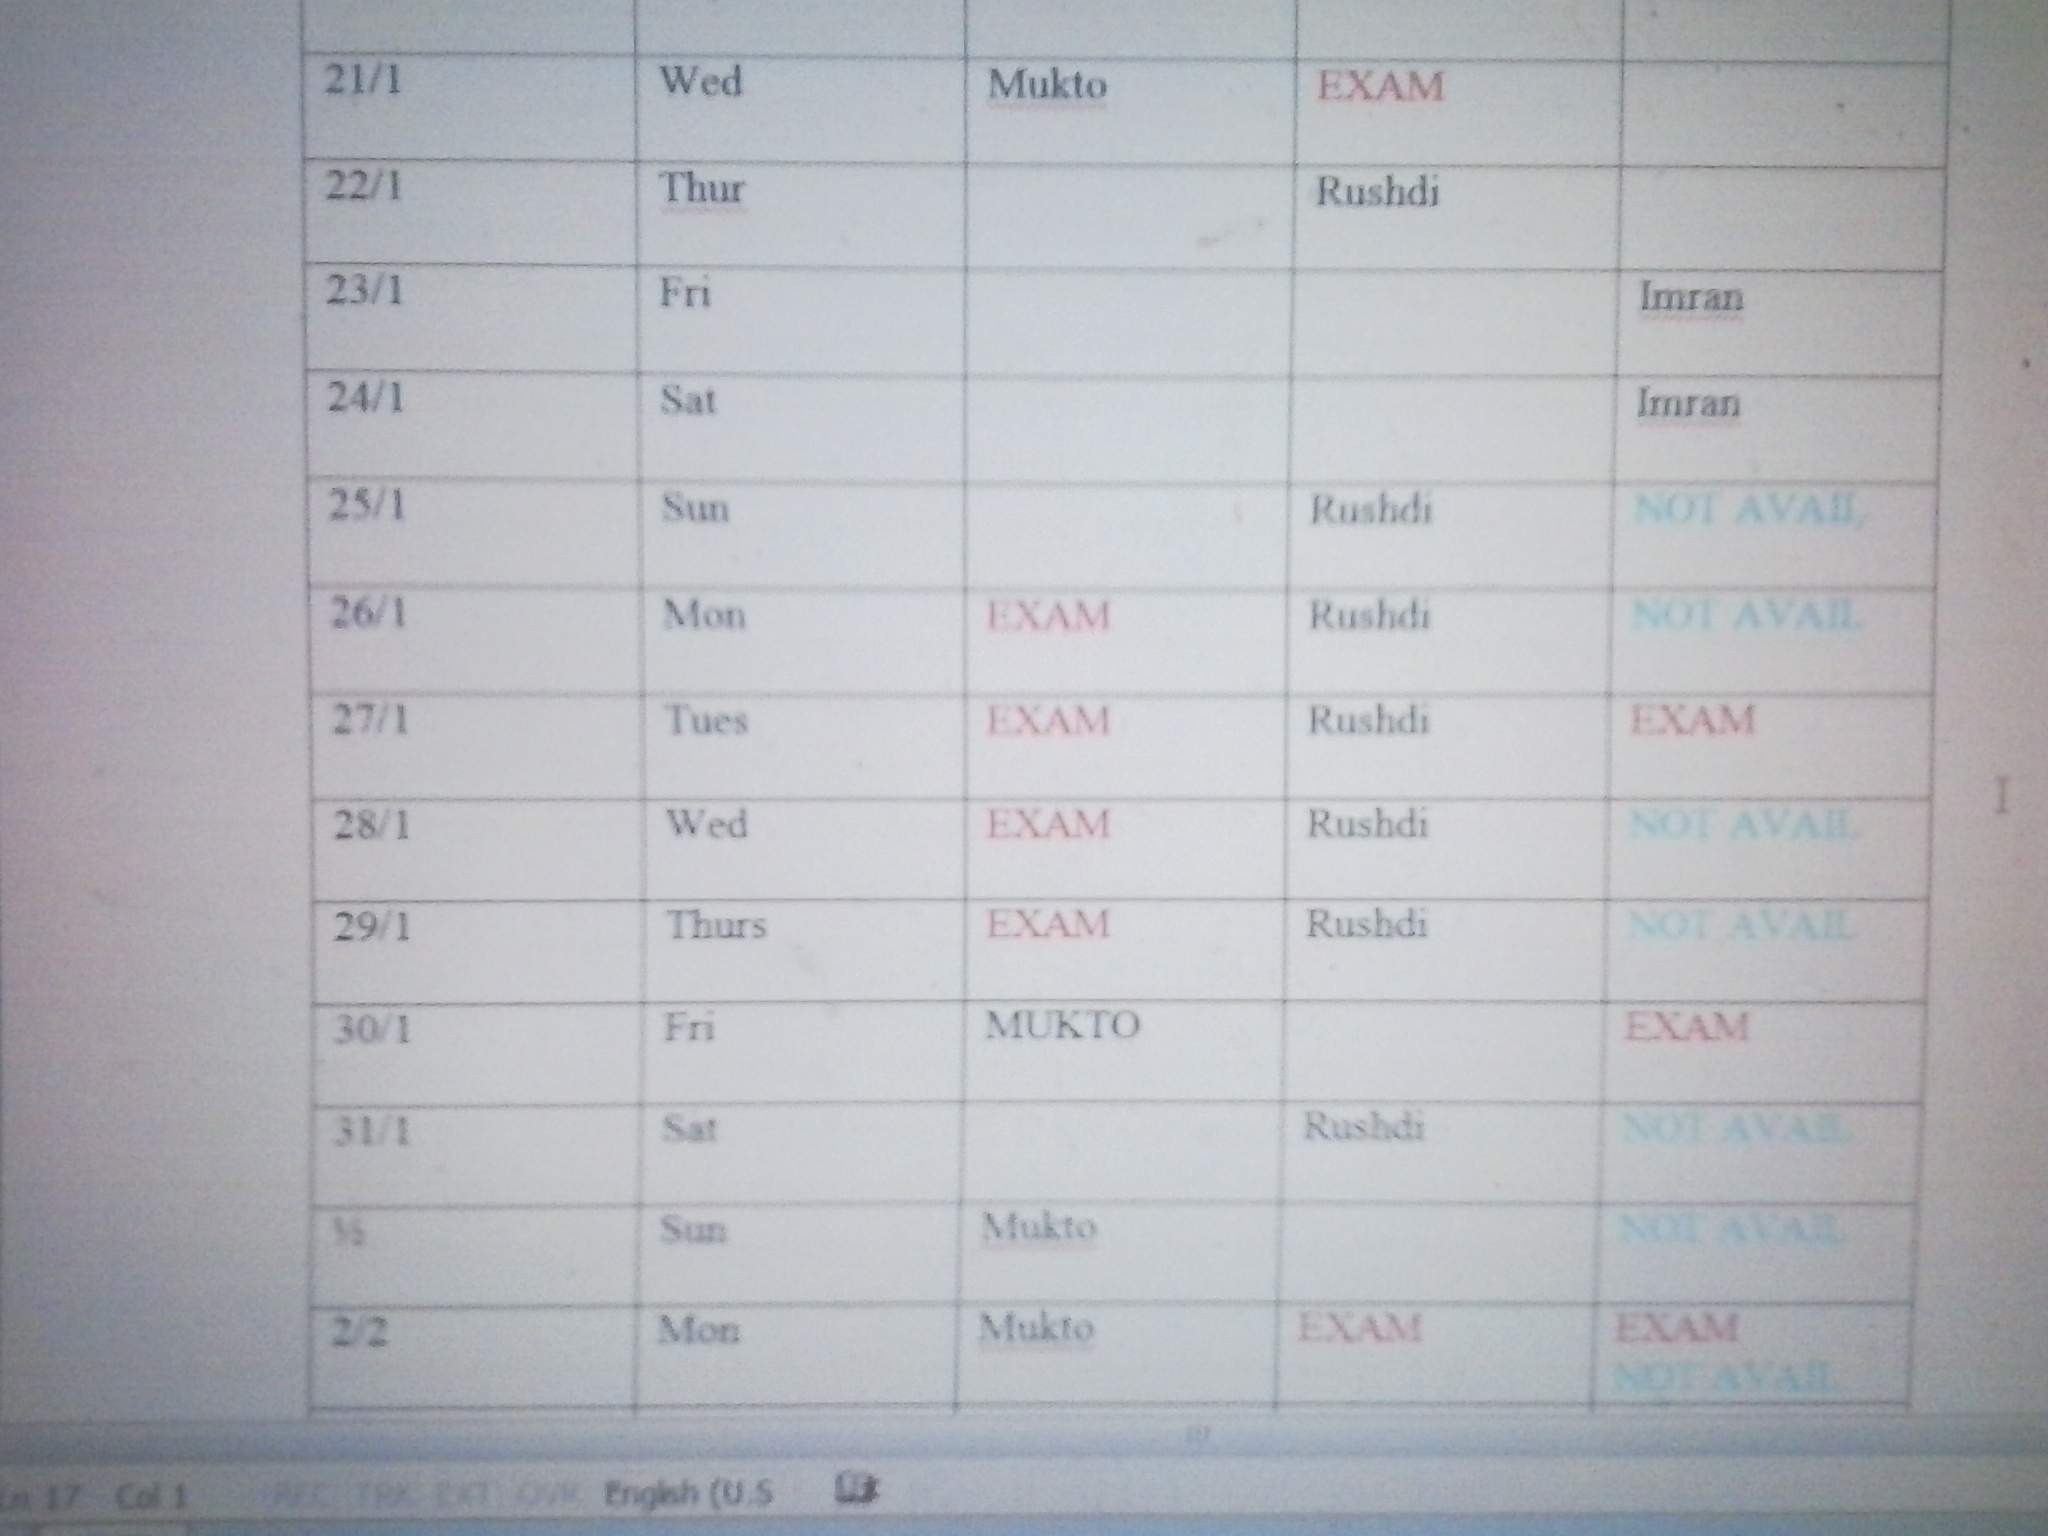 21/1 Wed Mukto EXAM
22/1 Thur Rushdi
23/1 Fri Imran
24/1 Sat Imran
25/1 Sun Rushdi NOT AVAIL
26/1 Mon EXAM Rushdi NOT AVAIL
27/1 Tues EXAM Rushdi EXAM
28/1 Wed EXAM Rushdi NOT AVAIL
29/1 Thurs EXAM Rushdi NOT AVAIL
30/1 Fri MUKTO EXAM
31/1 Sat Rushdi NOT AVAIL
½ Sun Mukto NOT AVAIL
2/2 Mon Mukto EXAM EXAM
NOT AVAIL
Ln 17 Col 1 REC TRK EXT OVR English (U.S